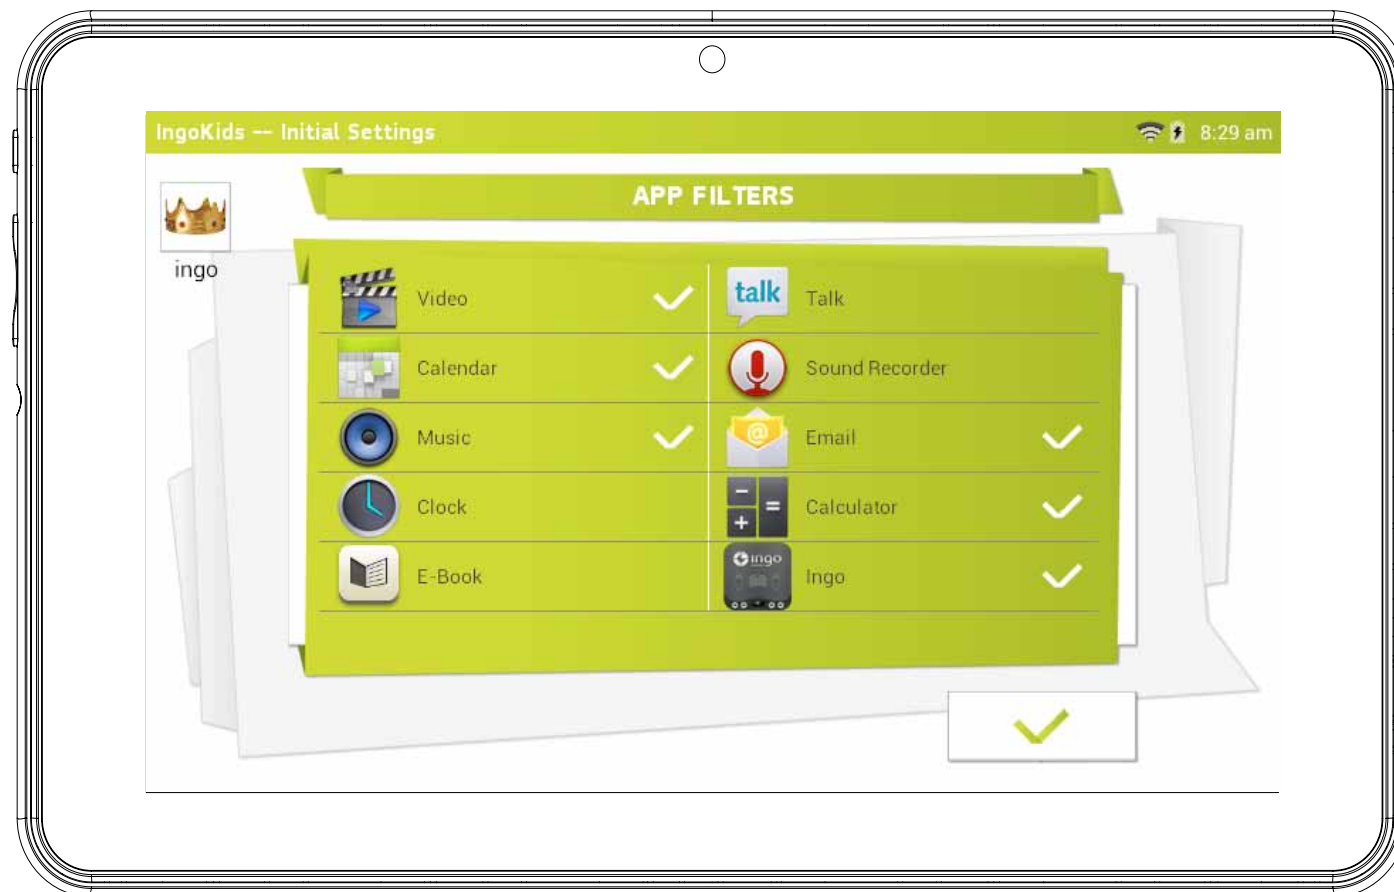 IngoKids -- Initial Settings
8:29 am
APP FILTERS
ingo
Video
talk
Talk
Calendar
Sound Recorder
Music
@
Email
Clock
- + =
Calculator
E-Book
ingo
Ingo